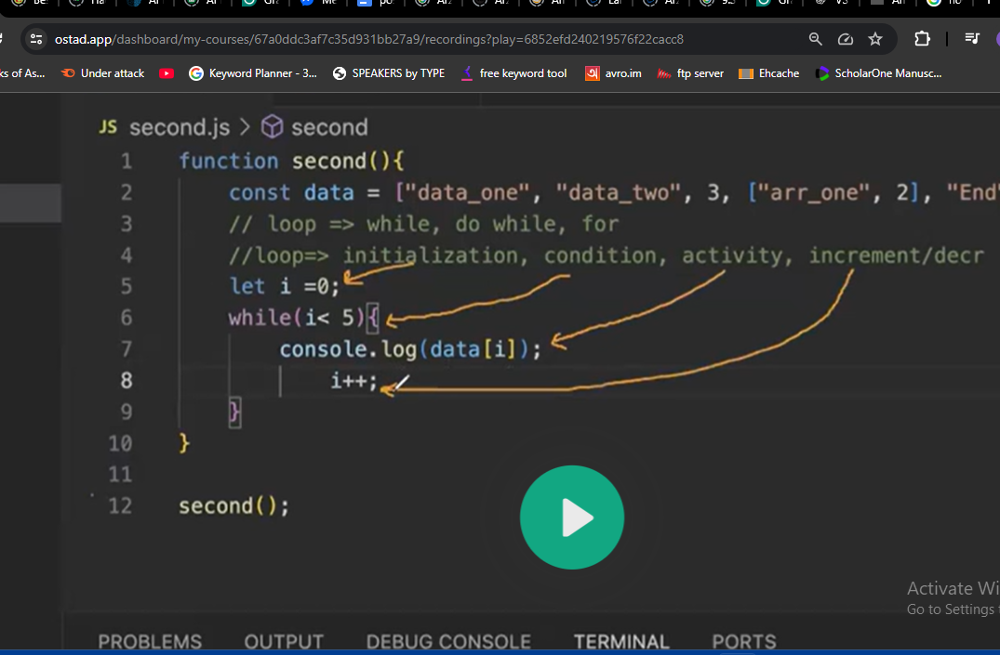 ostad.app/dashboard/my-courses/67a0ddc3af7c35d931bb27a9/recordings?play=6852efd240219576f22cacc8
ks of As... Under attack Keyword Planner - 3... SPEAKERS by TYPE free keyword tool avro.im ftp server Ehcache ScholarOne Manusc...
JS second.js > second
1 function second(){
2 const data = ["data_one", "data_two", 3, ["arr_one", 2], "End"
3 // loop => while, do while, for
4 //loop=> initialization, condition, activity, increment/decr
5 let i =0;
6 while(i< 5){
7 console.log(data[i]);
8 i++;
9 }
10 }
11
12 second();
Activate Wi
Go to Settings
PROBLEMS OUTPUT DEBUG CONSOLE TERMINAL PORTS